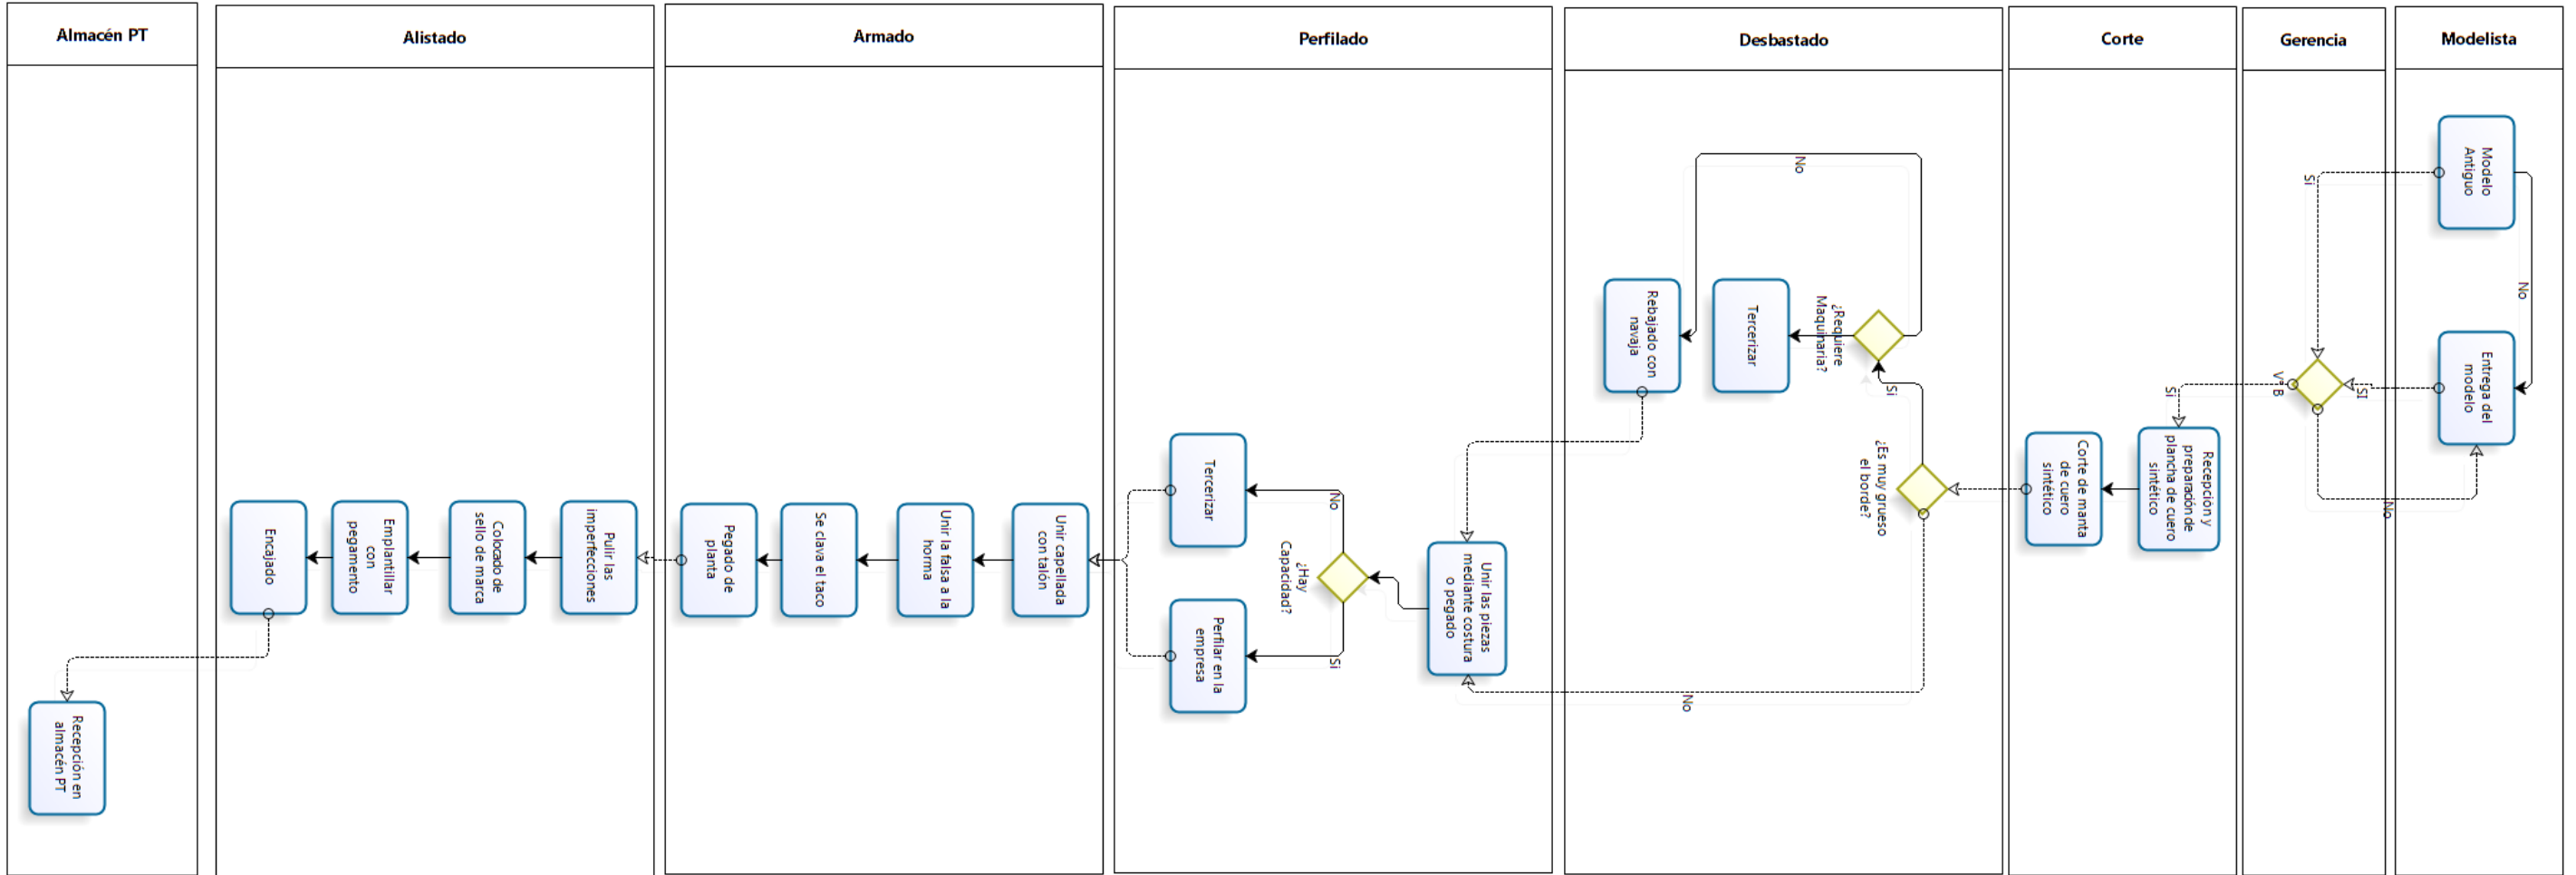 Almacén PT
Alistado
Armado
Perfilado
Desbastado
Corte
Gerencia
Modelista
Modelo
Antiguo
No
Si
Entrega del
modelo
SI
V°B
No
Si
Recepción y
preparación de
plancha de cuero
sintético
Corte de manta
de cuero
sintético
¿Es muy grueso
el borde?
Si
No
¿Requiere
Maquinaria?
No
Tercerizar
Rebajado con
navaja
Unir las piezas
mediante costura
o pegado
¿Hay
Capacidad?
No
Si
Tercerizar
Perfilar en la
empresa
Unir capellada
con talón
Unir la falsa a la
horma
Se clava el taco
Pegado de
planta
Pulir las
imperfecciones
Colocado de
sello de marca
Emplantillar
con
pegamento
Encajado
Recepción en
almacén PT